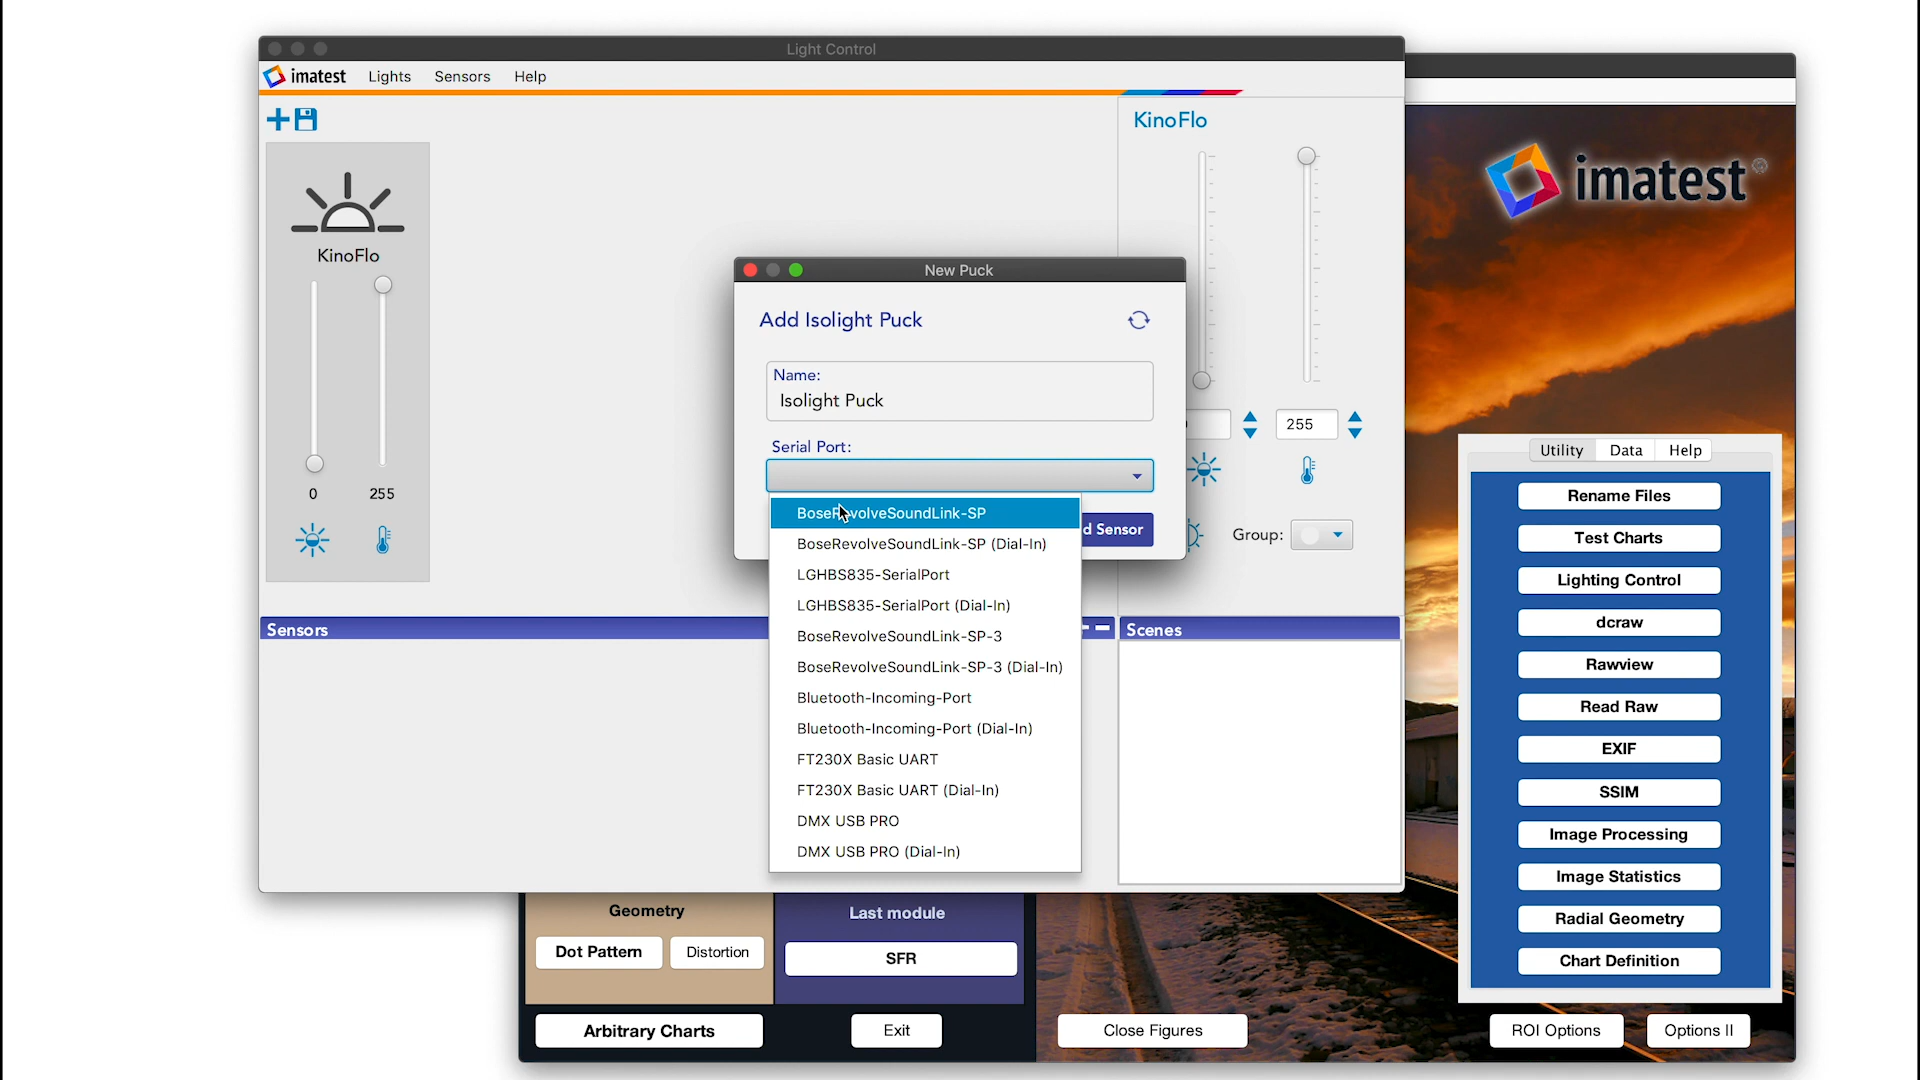 Light Control
imatest
Lights
Sensors
Help
KinoFlo
KinoFlo
0
255
255
Group:
New Puck
Add Isolight Puck
Name:
Isolight Puck
Serial Port:
BoseRevolveSoundLink-SP
BoseRevolveSoundLink-SP (Dial-In)
LGHBS835-SerialPort
LGHBS835-SerialPort (Dial-In)
BoseRevolveSoundLink-SP-3
BoseRevolveSoundLink-SP-3 (Dial-In)
Bluetooth-Incoming-Port
Bluetooth-Incoming-Port (Dial-In)
FT230X Basic UART
FT230X Basic UART (Dial-In)
DMX USB PRO
DMX USB PRO (Dial-In)
d Sensor
Sensors
Scenes
imatest
Utility
Data
Help
Rename Files
Test Charts
Lighting Control
dcraw
Rawview
Read Raw
EXIF
SSIM
Image Processing
Image Statistics
Radial Geometry
Chart Definition
Geometry
Dot Pattern
Distortion
Last module
SFR
Arbitrary Charts
Exit
Close Figures
ROI Options
Options II